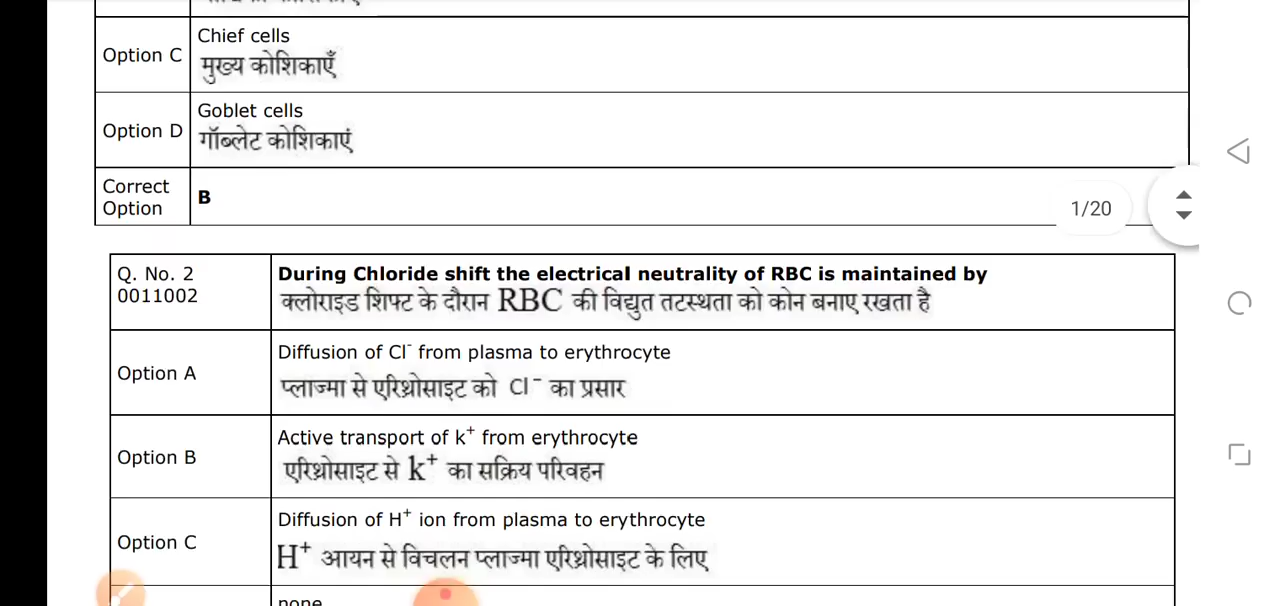 Option C
Chief cells
मुख्य कोशिकाएँ
Option D
Goblet cells
गॉब्लेट कोशिकाएं
Correct
Option
B
1/20
Q. No. 2
0011002
During Chloride shift the electrical neutrality of RBC is maintained by
क्लोराइड शिफ्ट के दौरान RBC की विद्युत तटस्थता को कोन बनाए रखता है
Option A
Diffusion of Cl⁻ from plasma to erythrocyte
प्लाज्मा से एरिथ्रोसाइट को Cl⁻ का प्रसार
Option B
Active transport of k⁺ from erythrocyte
एरिथ्रोसाइट से k⁺ का सक्रिय परिवहन
Option C
Diffusion of H⁺ ion from plasma to erythrocyte
H⁺ आयन से विचलन प्लाज्मा एरिथ्रोसाइट के लिए
none